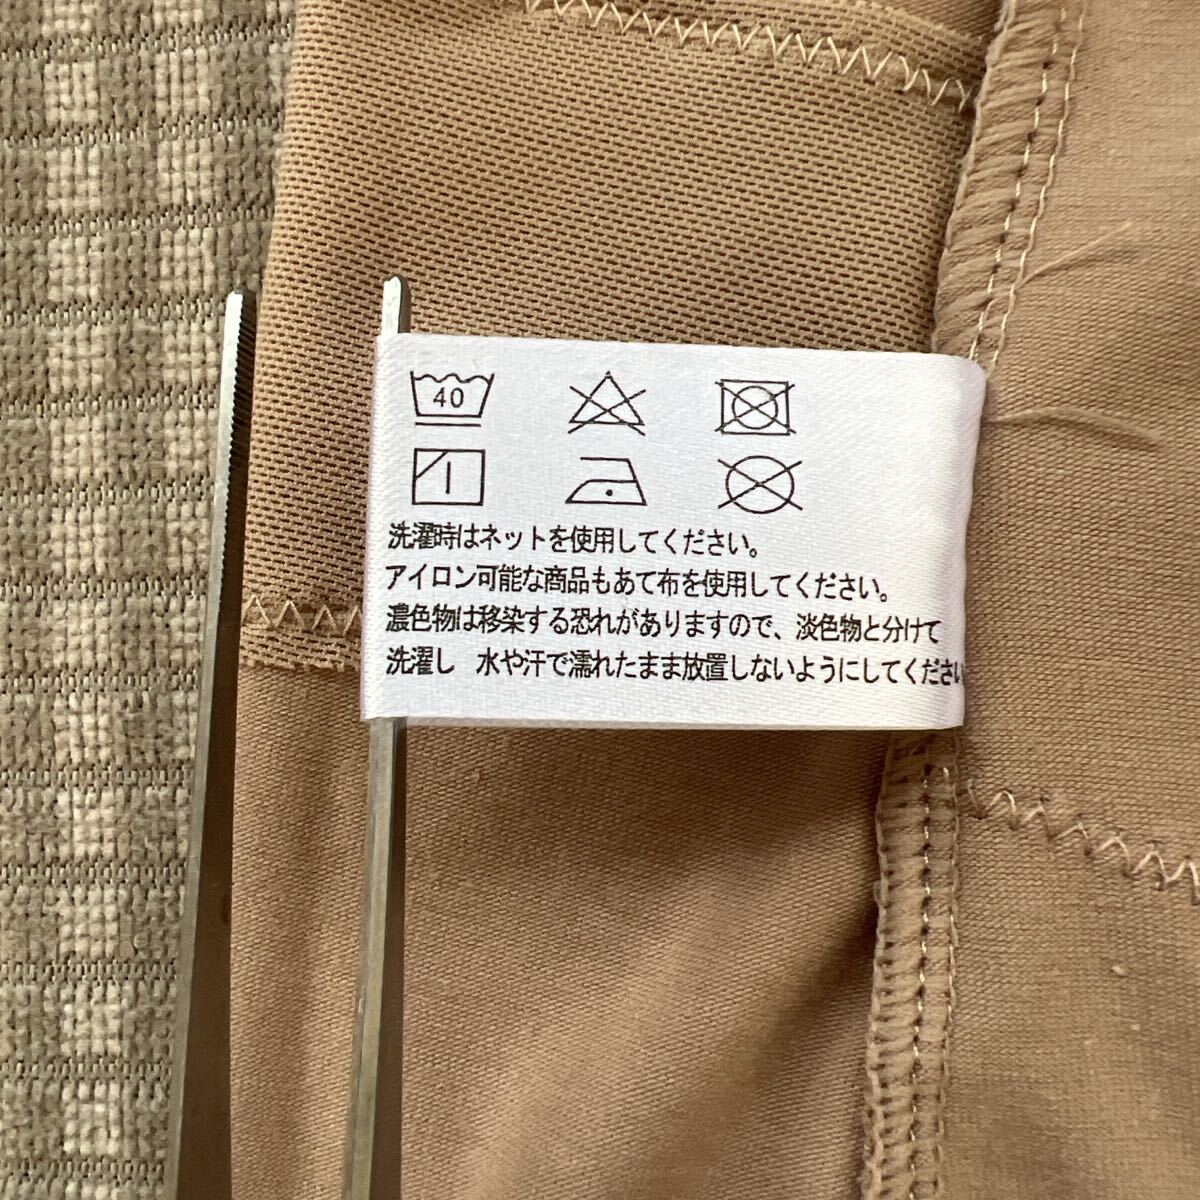 40
洗濯時はネットを使用してください。
アイロン可能な商品もあて布を使用してください。
濃色物は移染する恐れがありますので、淡色物と分けて
洗濯し 水や汗で濡れたまま放置しないようにしてください